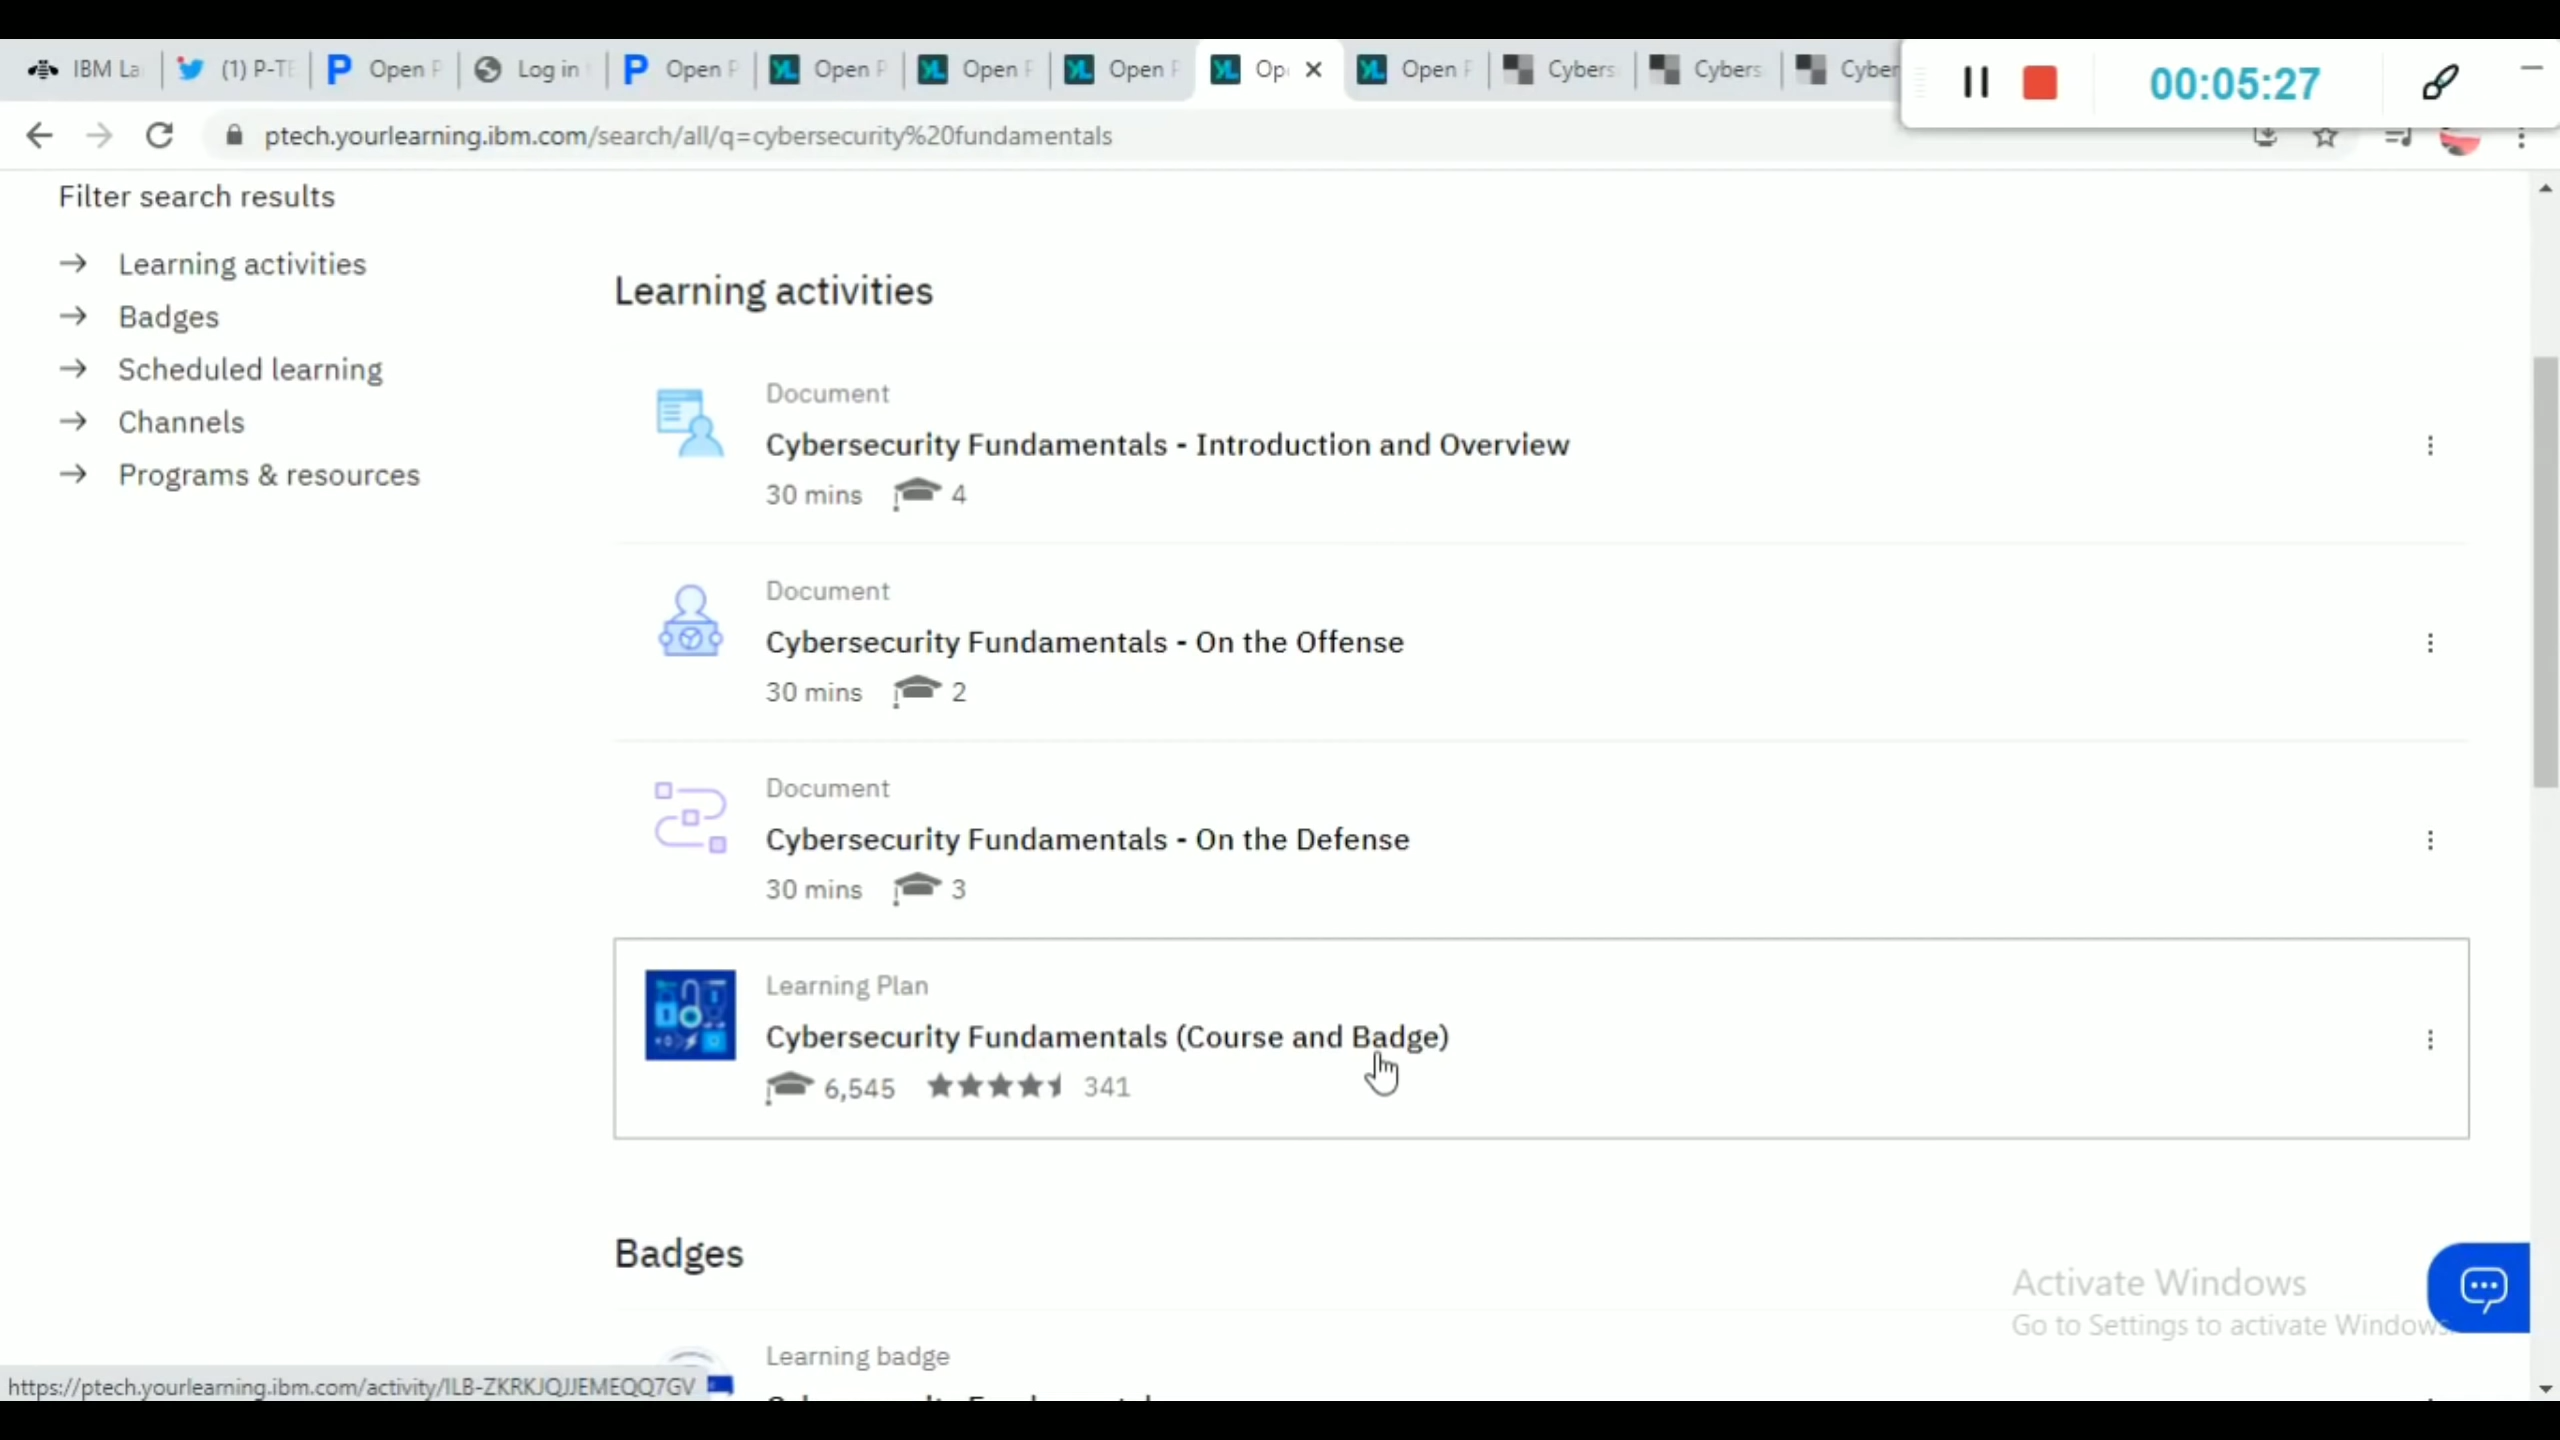 IBM La
(1) P-TE
Open P
Log in
Open P
Open P
Open F
Open F
Op
Open F
Cybers
Cybers
Cyber
00:05:27
ptech.yourlearning.ibm.com/search/all/q=cybersecurity%20fundamentals
Filter search results
Learning activities
Badges
Scheduled learning
Channels
Programs & resources
Learning activities
Document
Cybersecurity Fundamentals - Introduction and Overview
30 mins 4
Document
Cybersecurity Fundamentals - On the Offense
30 mins 2
Document
Cybersecurity Fundamentals - On the Defense
30 mins 3
Learning Plan
Cybersecurity Fundamentals (Course and Badge)
6,545 341
Badges
Learning badge
Activate Windows
Go to Settings to activate Windows.
https://ptech.yourlearning.ibm.com/activity/ILB-ZKRKJQJJEMEQQ7GV